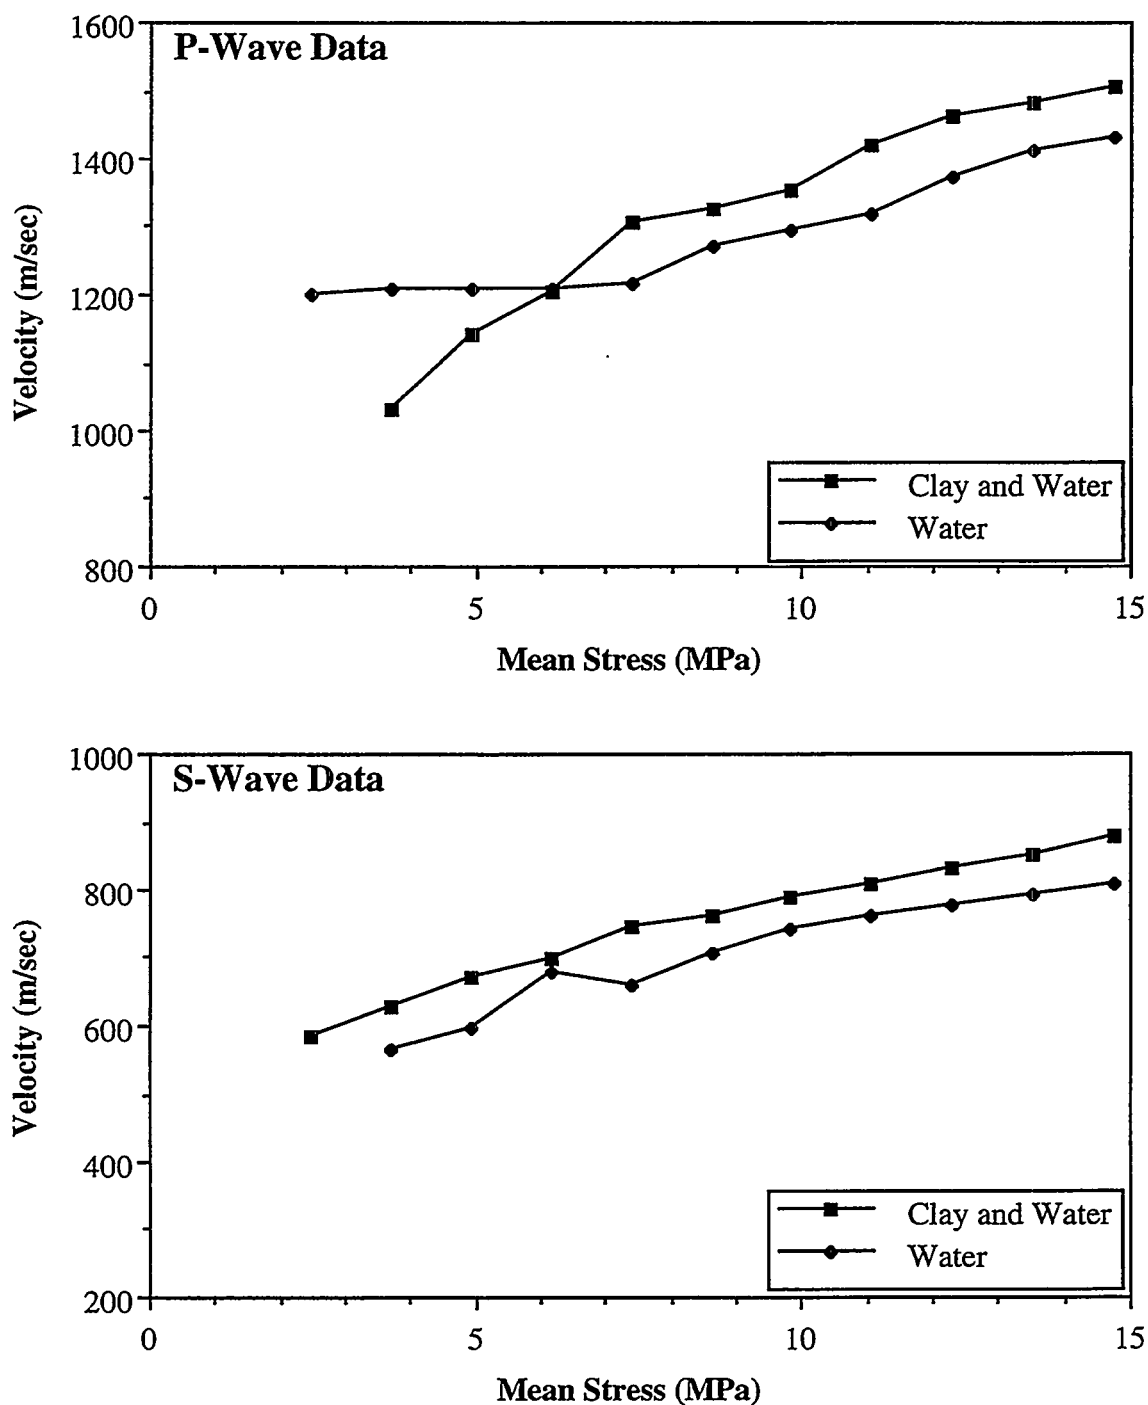 P-Wave Data
1600
1400
1200
1000
800
Velocity (m/sec)
Clay and Water
Water
0 5 10 15
Mean Stress (MPa)
S-Wave Data
1000
800
600
400
200
Velocity (m/sec)
Clay and Water
Water
0 5 10 15
Mean Stress (MPa)